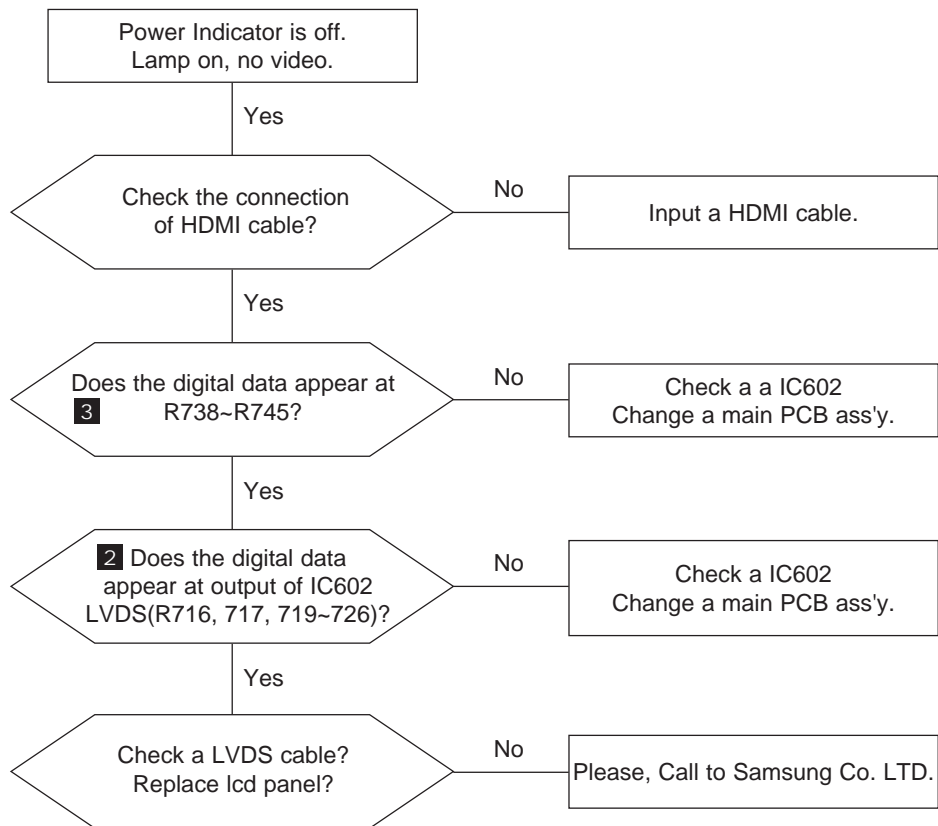 Power Indicator is off.
Lamp on, no video.
Yes
Check the connection
of HDMI cable?
No
Input a HDMI cable.
Yes
Does the digital data appear at
3 R738~R745?
No
Check a a IC602
Change a main PCB ass'y.
Yes
2 Does the digital data
appear at output of IC602
LVDS(R716, 717, 719~726)?
No
Check a IC602
Change a main PCB ass'y.
Yes
Check a LVDS cable?
Replace lcd panel?
No
Please, Call to Samsung Co. LTD.